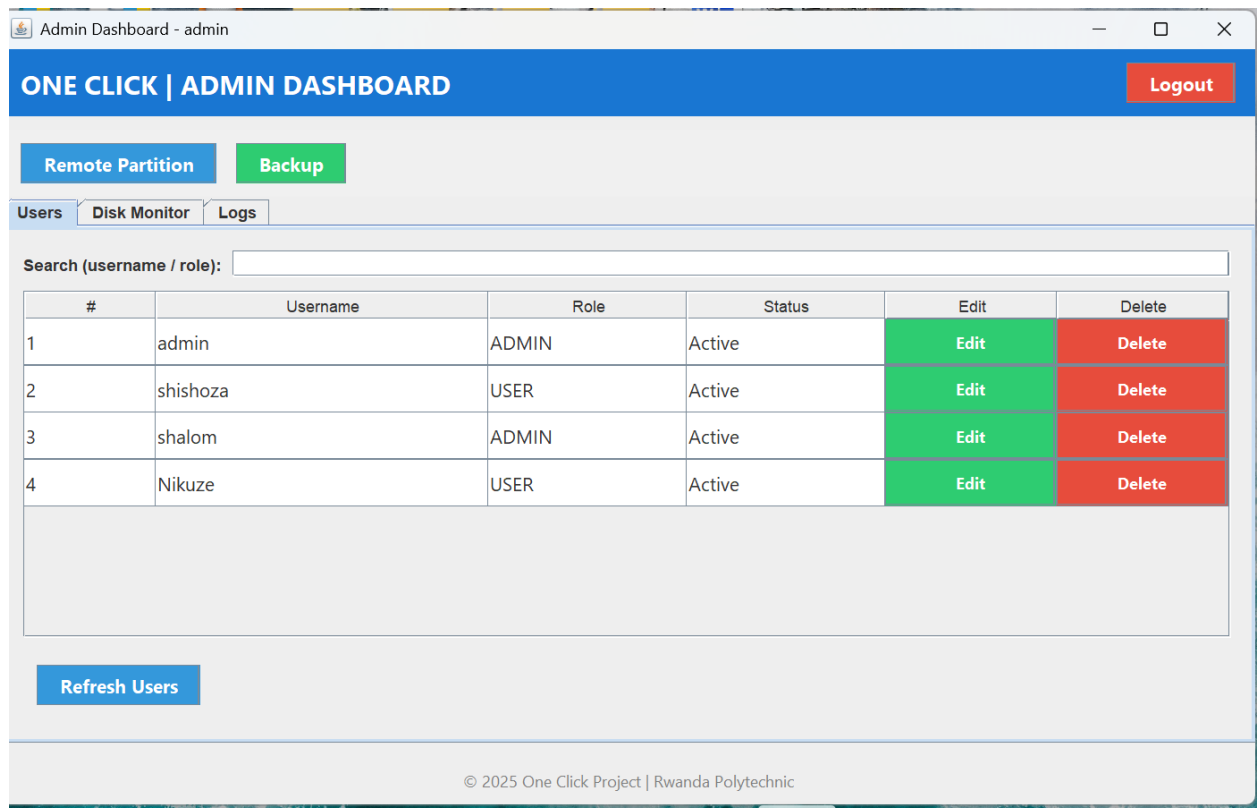 Admin Dashboard - admin
ONE CLICK | ADMIN DASHBOARD Logout
Remote Partition Backup
Users Disk Monitor Logs
Search (username / role):
# Username Role Status Edit Delete
1 admin ADMIN Active Edit Delete
2 shishoza USER Active Edit Delete
3 shalom ADMIN Active Edit Delete
4 Nikuze USER Active Edit Delete
Refresh Users
© 2025 One Click Project | Rwanda Polytechnic